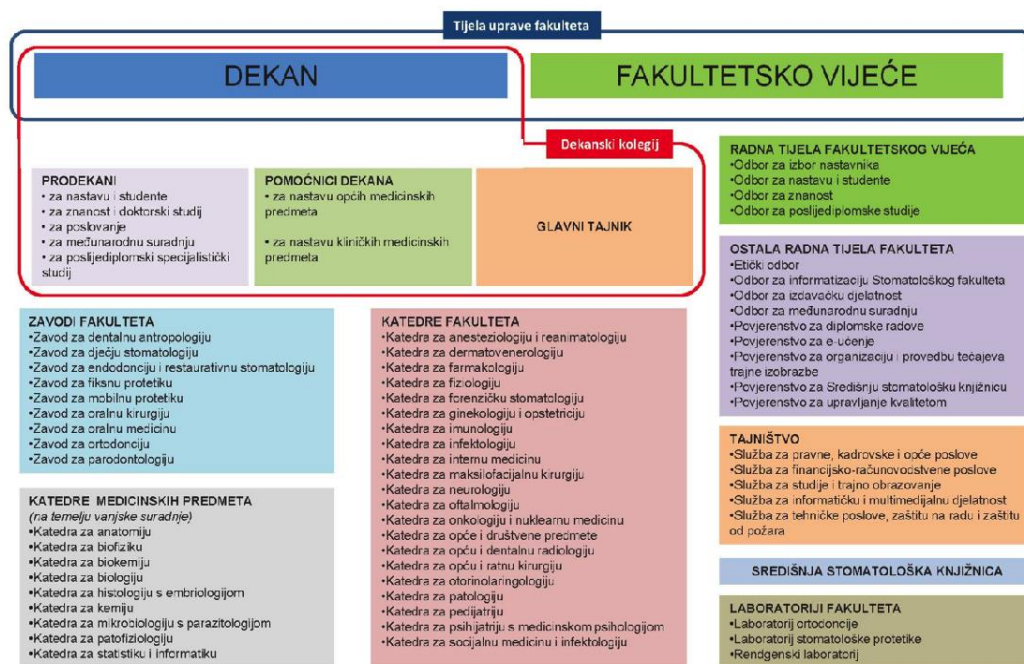 Tijela uprave fakulteta
DEKAN
FAKULTETSKO VIJEĆE
Dekanski kolegij
PRODEKANI
• za nastavu i studente
• za znanost i doktorski studij
• za poslovanje
• za međunarodnu suradnju
• za poslijediplomski specijalistički
studij
POMOĆNICI DEKANA
• za nastavu općih medicinskih
predmeta
• za nastavu kliničkih medicinskih
predmeta
GLAVNI TAJNIK
RADNA TIJELA FAKULTETSKOG VIJEĆA
•Odbor za izbor nastavnika
•Odbor za nastavu i studente
•Odbor za znanost
•Odbor za poslijediplomske studije
OSTALA RADNA TIJELA FAKULTETA
•Etički odbor
•Odbor za informatizaciju Stomatološkog fakulteta
•Odbor za izdavačku djelatnost
•Odbor za međunarodnu suradnju
•Povjerenstvo za diplomske radove
•Povjerenstvo za e-učenje
•Povjerenstvo za organizaciju i provedbu tečajeva
trajne izobrazbe
•Povjerenstvo za Središnju stomatološku knjižnicu
•Povjerenstvo za upravljanje kvalitetom
ZAVODI FAKULTETA
•Zavod za dentalnu antropologiju
•Zavod za dječju stomatologiju
•Zavod za endodonciju i restaurativnu stomatologiju
•Zavod za fiksnu protetiku
•Zavod za mobilnu protetiku
•Zavod za oralnu kirurgiju
•Zavod za oralnu medicinu
•Zavod za ortodonciju
•Zavod za parodontologiju
KATEDRE MEDICINSKIH PREDMETA
(na temelju vanjske suradnje)
•Katedra za anatomiju
•Katedra za biofiziku
•Katedra za biokemiju
•Katedra za biologiju
•Katedra za histologiju s embriologijom
•Katedra za kemiju
•Katedra za mikrobiologiju s parazitologijom
•Katedra za patofiziologiju
•Katedra za statistiku i informatiku
KATEDRE FAKULTETA
•Katedra za anesteziologiju i reanimatologiju
•Katedra za dermatovenerologiju
•Katedra za farmakologiju
•Katedra za fiziologiju
•Katedra za forenzičku stomatologiju
•Katedra za ginekologiju i opstetriciju
•Katedra za imunologiju
•Katedra za infektologiju
•Katedra za internu medicinu
•Katedra za maksilofacijalnu kirurgiju
•Katedra za neurologiju
•Katedra za oftalmologiju
•Katedra za onkologiju i nuklearnu medicinu
•Katedra za opće i društvene predmete
•Katedra za opću i dentalnu radiologiju
•Katedra za opću i ratnu kirurgiju
•Katedra za otorinolaringologiju
•Katedra za patologiju
•Katedra za pedijatriju
•Katedra za psihijatriju s medicinskom psihologijom
•Katedra za socijalnu medicinu i infektologiju
TAJNIŠTVO
•Služba za pravne, kadrovske i opće poslove
•Služba za financijsko-računovodstvene poslove
•Služba za studije i trajno obrazovanje
•Služba za informatičku i multimedijalnu djelatnost
•Služba za tehničke poslove, zaštitu na radu i zaštitu
od požara
SREDIŠNJA STOMATOLOŠKA KNJIŽNICA
LABORATORIJI FAKULTETA
•Laboratorij ortodoncije
•Laboratorij stomatološke protetike
•Rendgenski laboratorij